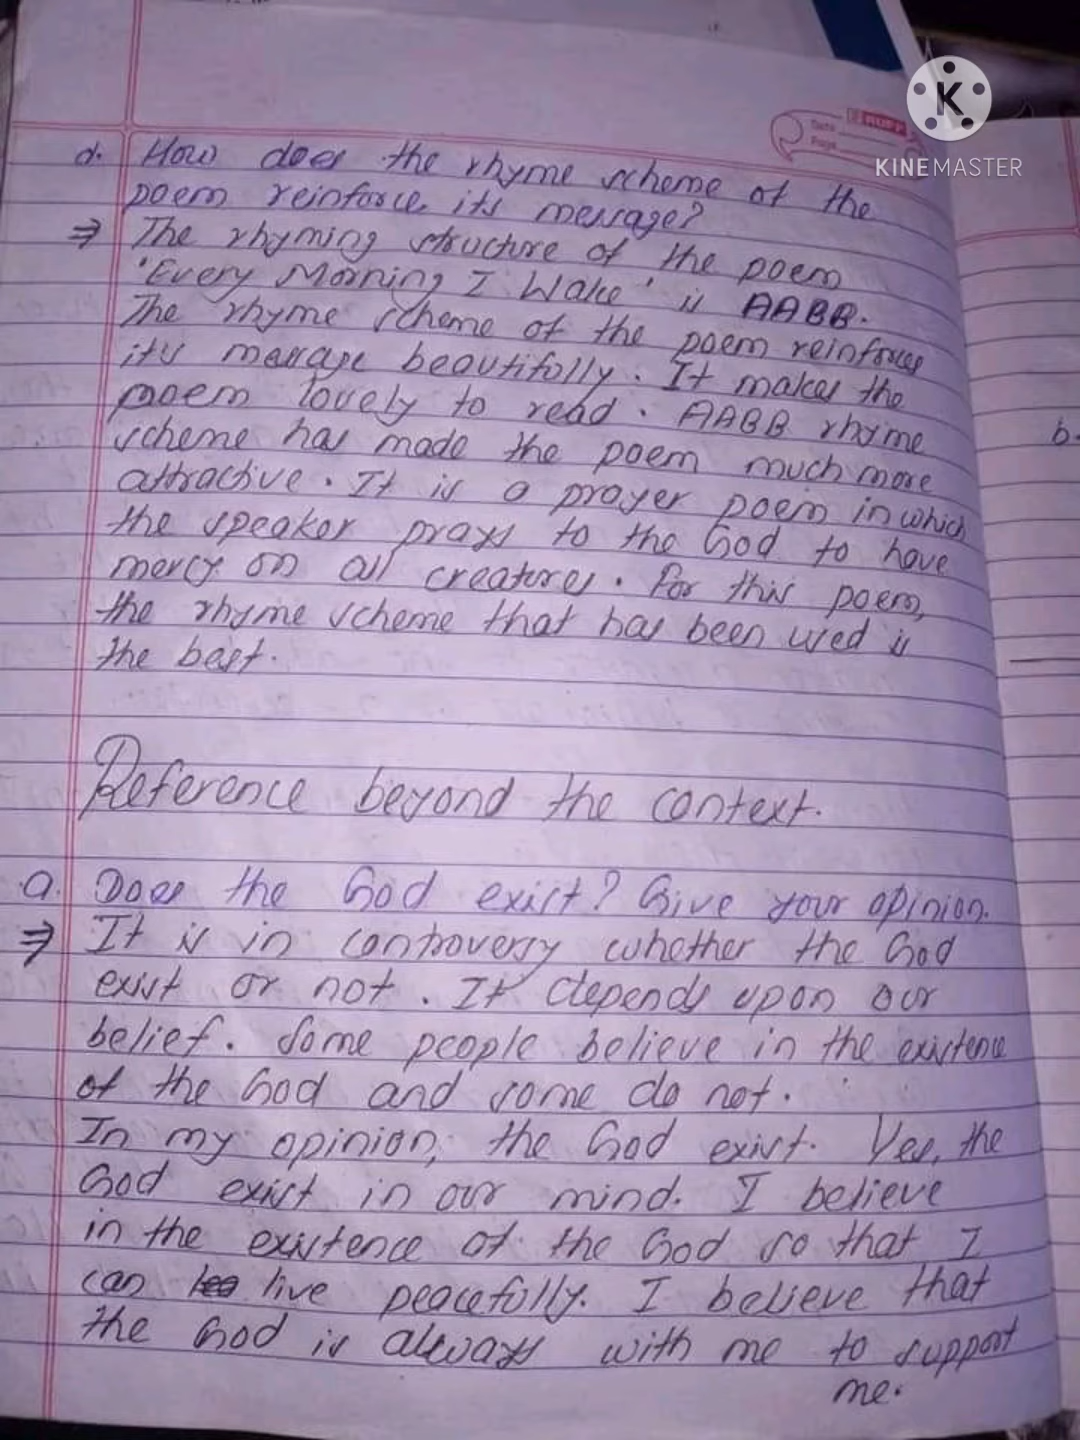 K
KINEMASTER
Date
Page
d. How does the rhyme scheme of the
poem reinforce its message?
⇒ The rhyming structure of the poem
'Every Morning I Wake' is AABB.
The rhyme scheme of the poem reinforces
its message beautifully. It makes the
poem lovely to read. AABB rhyme
scheme has made the poem much more
attractive. It is a prayer poem in which
the speaker prays to the God to have
mercy on all creatures. For this poem,
the rhyme scheme that has been used is
the best.
Reference beyond the context.
a. Does the God exist? Give your opinion.
⇒ It is in controversy whether the God
exist or not. It depends upon our
belief. Some people believe in the existence
of the God and some do not.
In my opinion, the God exist. Yes, the
God exist in our mind. I believe
in the existence of the God so that I
can live peacefully. I believe that
the God is always with me to support
me.
b.